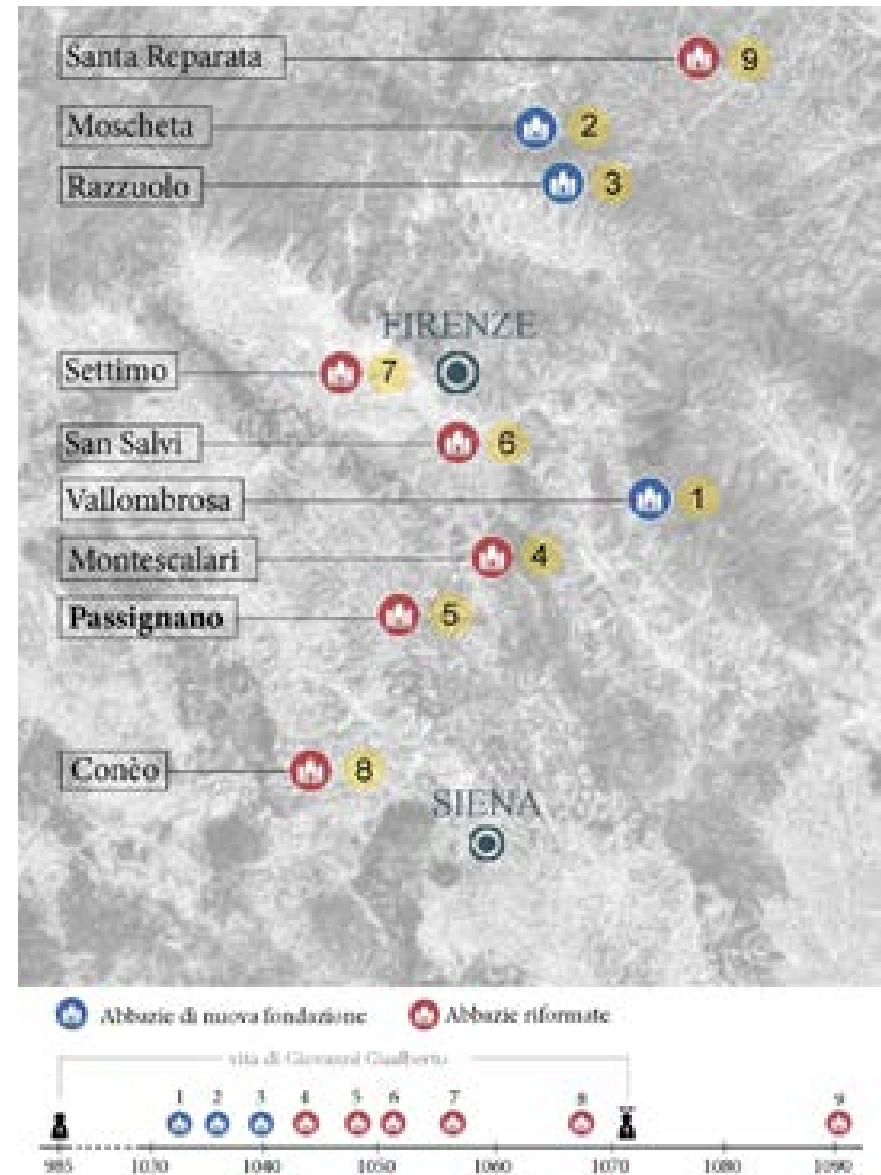 Santa Reparata 9
Moscheta 2
Razzuolo 3
FIRENZE
Settimo 7
San Salvi 6
Vallombrosa 1
Montescalari 4
Passignano 5
Conèo 8
SIENA
Abbazie di nuova fondazione Abbazie riformate
vita di Giovanni Gualberto
1 2 3 4 5 6 7 8 9
985 1030 1040 1050 1060 1070 1080 1090